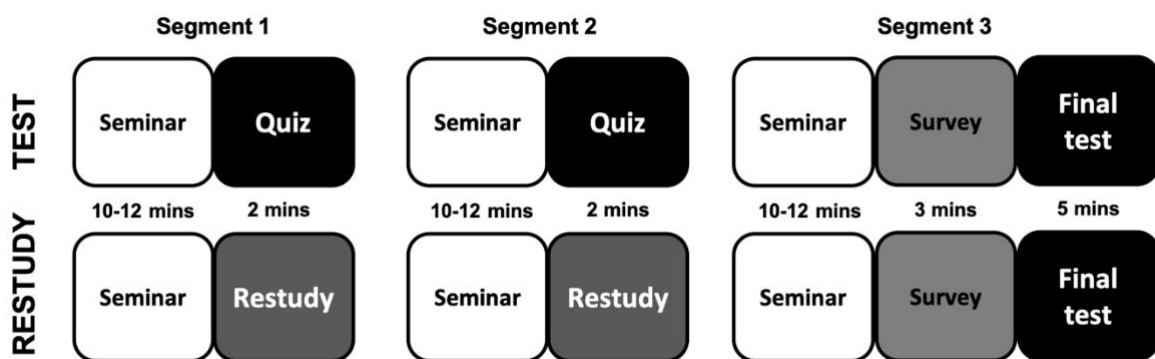 Segment 1
Segment 2
Segment 3
TEST
Seminar
Quiz
Seminar
Quiz
Seminar
Survey
Final
test
10-12 mins
2 mins
10-12 mins
2 mins
10-12 mins
3 mins
5 mins
RESTUDY
Seminar
Restudy
Seminar
Restudy
Seminar
Survey
Final
test